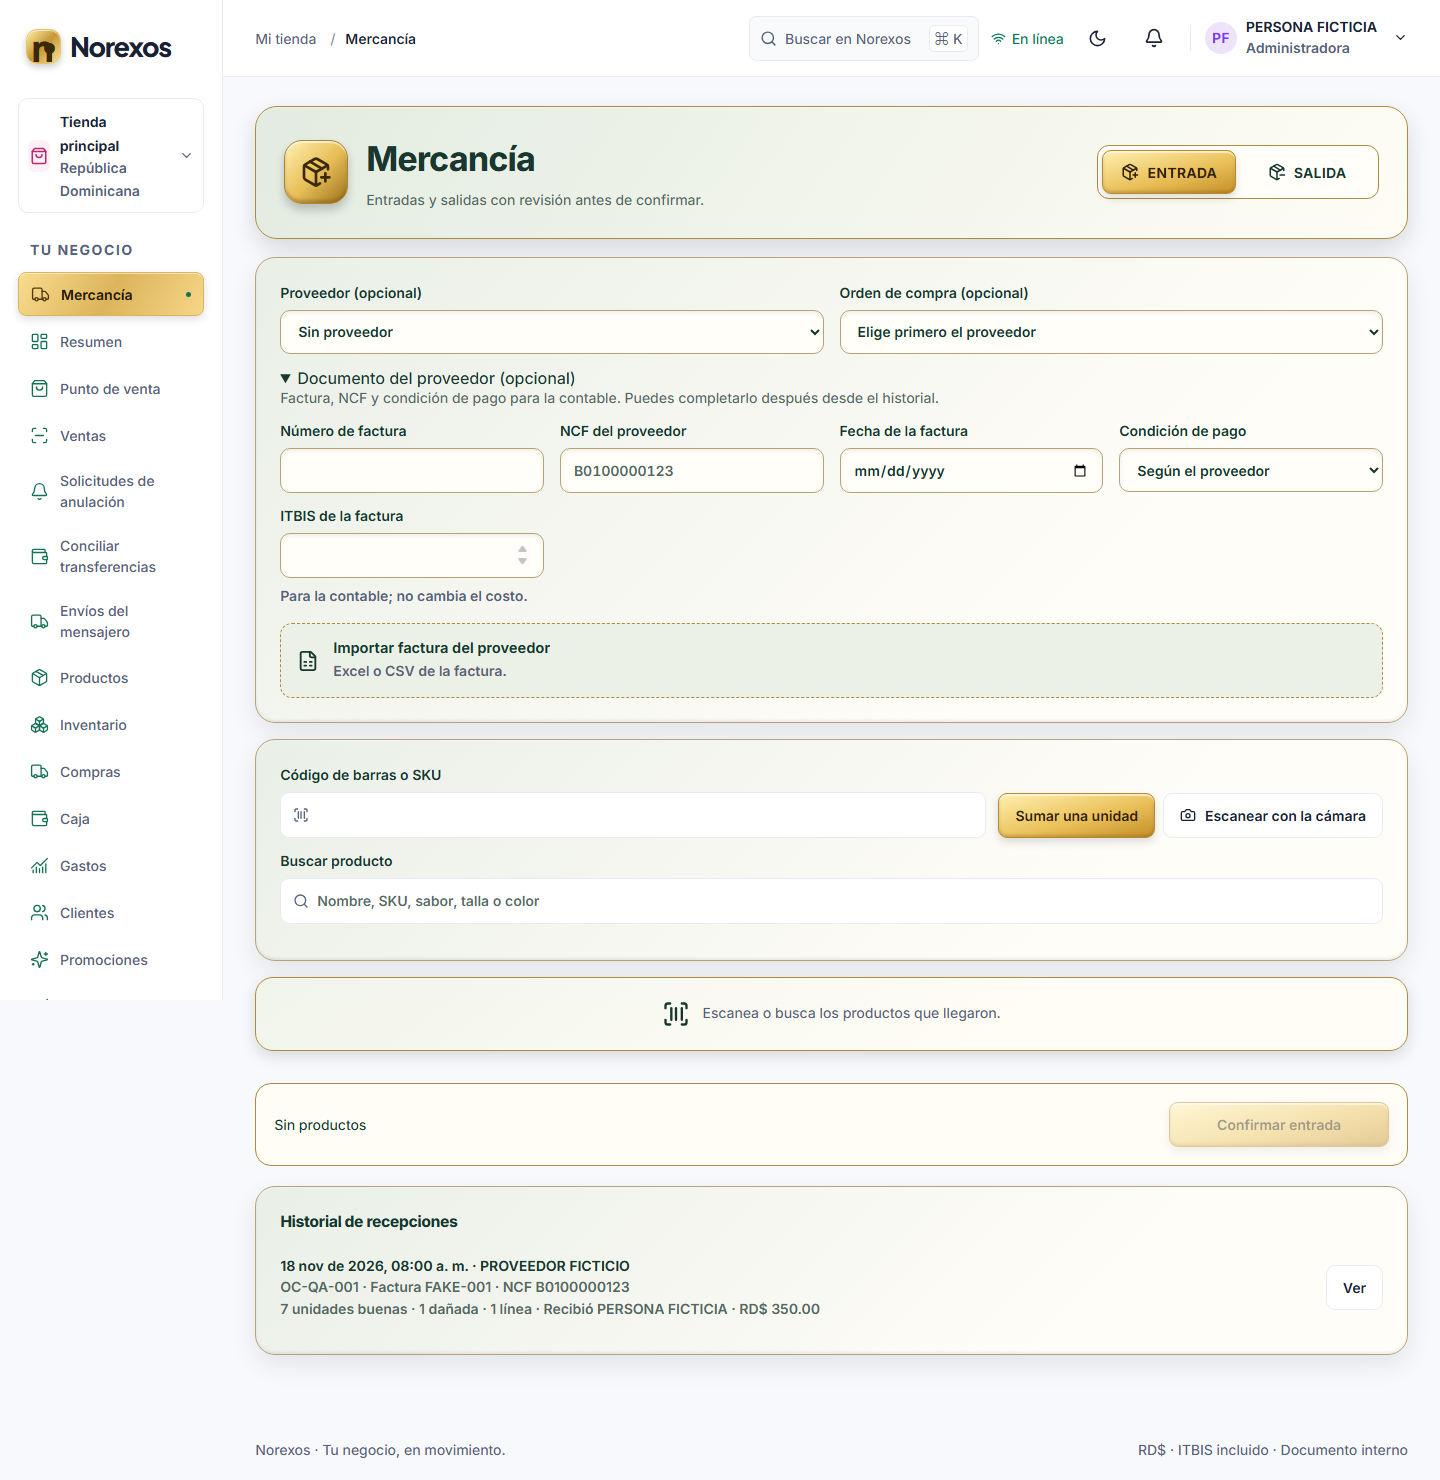 Norexos
Mi tienda / Mercancía
Buscar en Norexos
⌘ K
En línea
PF
PERSONA FICTICIA
Administradora
Tienda
principal
República
Dominicana
TU NEGOCIO
Mercancía
Resumen
Punto de venta
Ventas
Solicitudes de
anulación
Conciliar
transferencias
Envíos del
mensajero
Productos
Inventario
Compras
Caja
Gastos
Clientes
Promociones
Mercancía
Entradas y salidas con revisión antes de confirmar.
ENTRADA
SALIDA
Proveedor (opcional)
Orden de compra (opcional)
Sin proveedor
Elige primero el proveedor
▼ Documento del proveedor (opcional)
Factura, NCF y condición de pago para la contable. Puedes completarlo después desde el historial.
Número de factura
NCF del proveedor
Fecha de la factura
Condición de pago
B0100000123
mm/dd/yyyy
Según el proveedor
ITBIS de la factura
Para la contable; no cambia el costo.
Importar factura del proveedor
Excel o CSV de la factura.
Código de barras o SKU
Sumar una unidad
Escanear con la cámara
Buscar producto
Nombre, SKU, sabor, talla o color
Escanea o busca los productos que llegaron.
Sin productos
Confirmar entrada
Historial de recepciones
18 nov de 2026, 08:00 a. m. · PROVEEDOR FICTICIO
OC-QA-001 · Factura FAKE-001 · NCF B0100000123
7 unidades buenas · 1 dañada · 1 línea · Recibió PERSONA FICTICIA · RD$ 350.00
Ver
Norexos · Tu negocio, en movimiento.
RD$ · ITBIS incluido · Documento interno